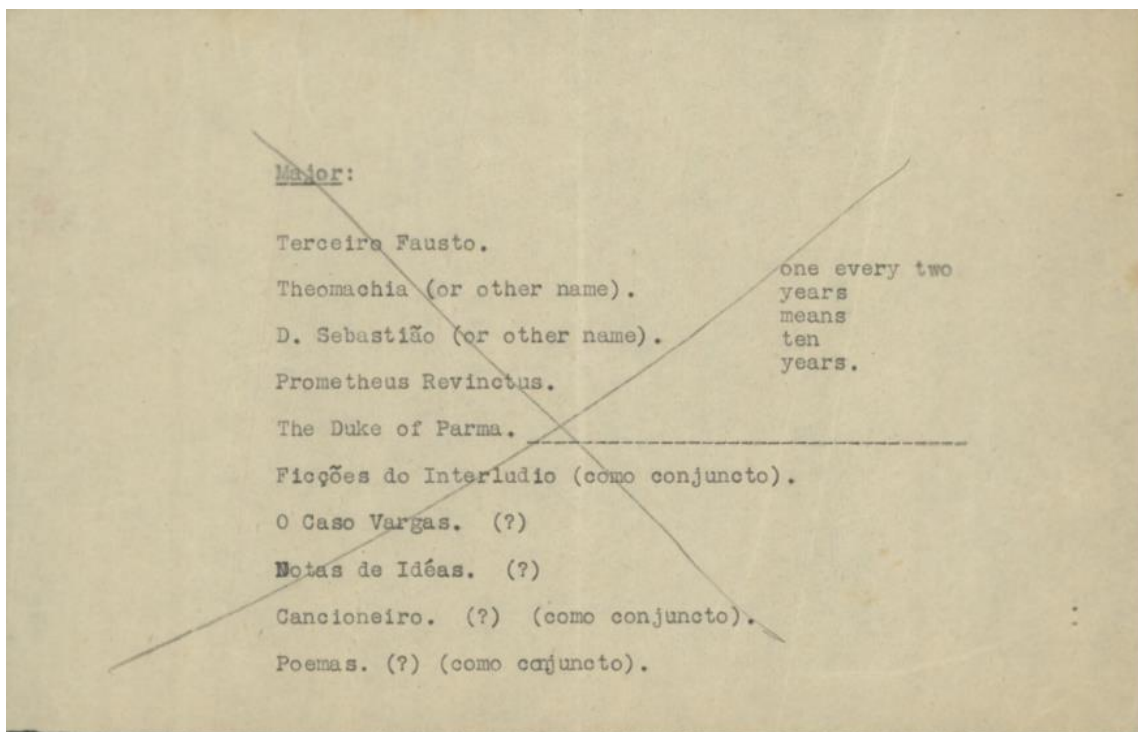 Major:
Terceiro Fausto.
Theomachia (or other name).
D. Sebastião (or other name).
Prometheus Revinctus.
The Duke of Parma.
one every two
years
means
ten
years.
Ficções do Interludio (como conjuncto).
O Caso Vargas. (?)
Notas de Idéas. (?)
Cancioneiro. (?) (como conjuncto).
Poemas. (?) (como conjuncto).